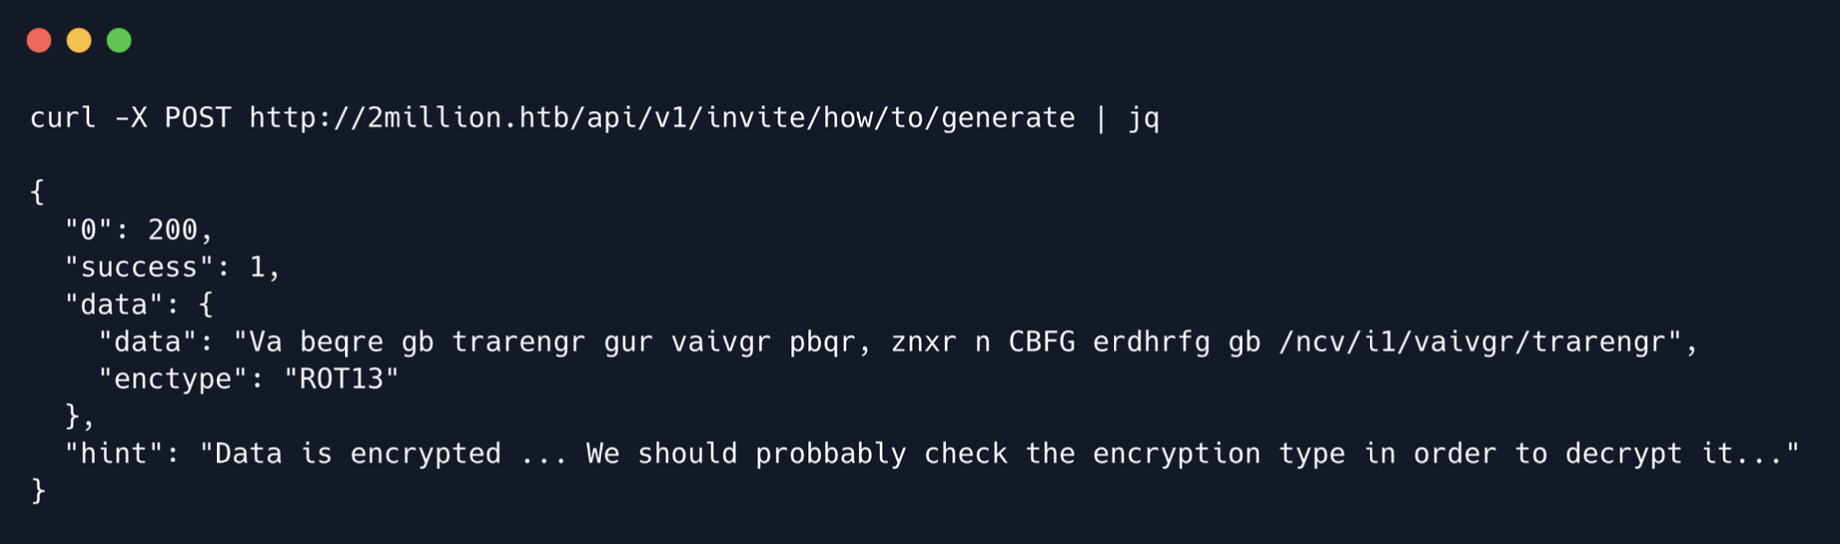 curl -X POST http://2million.htb/api/v1/invite/how/to/generate | jq
{
"0": 200,
"success": 1,
"data": {
"data": "Va beqre gb trarengr gur vaivgr pbqr, znxr n CBFG erdhrfg gb /ncv/i1/vaivgr/trarengr",
"enctype": "ROT13"
},
"hint": "Data is encrypted ... We should probbably check the encryption type in order to decrypt it..."
}